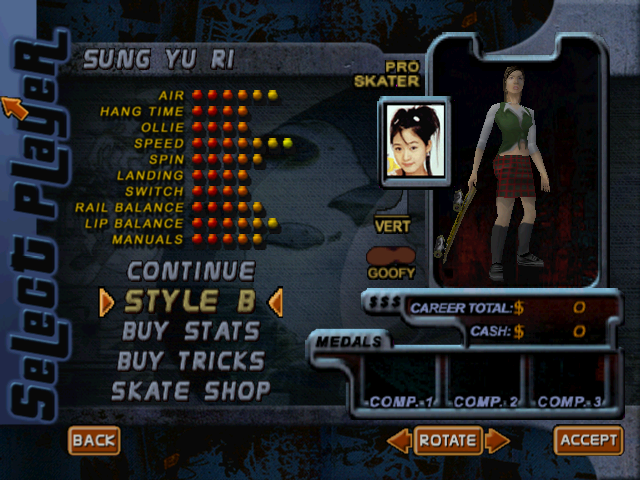 Select Player
SUNG YU RI
PRO
SKATER
AIR
HANG TIME
OLLIE
SPEED
SPIN
LANDING
SWITCH
RAIL BALANCE
LIP BALANCE
MANUALS
VERT
GOOFY
CONTINUE
STYLE B
BUY STATS
BUY TRICKS
SKATE SHOP
$$$
CAREER TOTAL:$ 0
CASH:$ 0
MEDALS
COMP. 1 COMP. 2 COMP. 3
BACK
ROTATE
ACCEPT